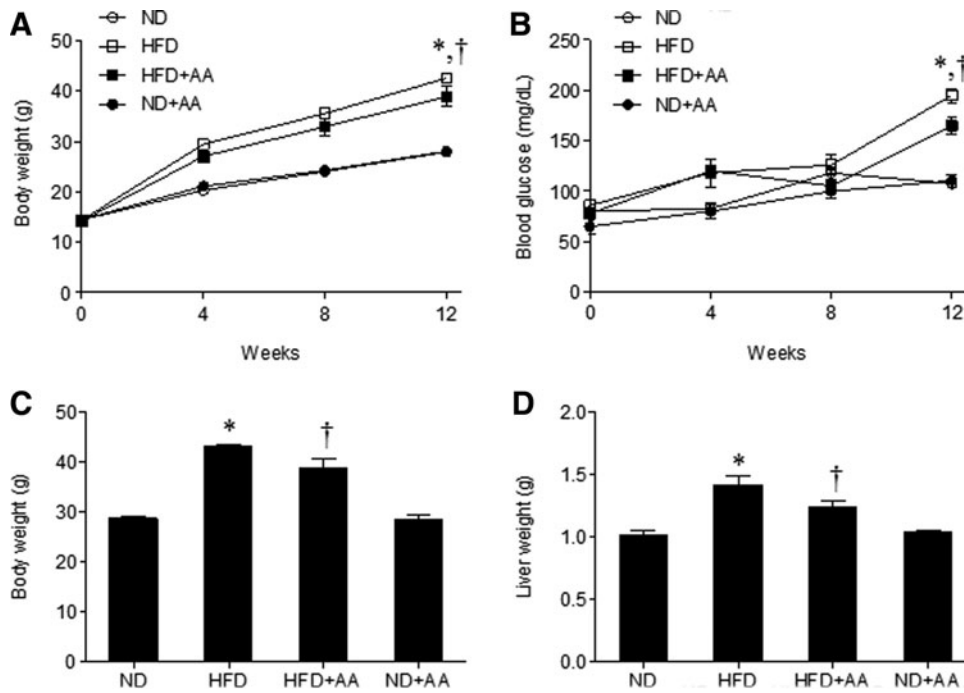 A
ND
HFD
HFD+AA
ND+AA
*,†
50
40
30
20
10
0
Body weight (g)
0 4 8 12
Weeks
B
ND
HFD
HFD+AA
ND+AA
*,†
250
200
150
100
50
0
Blood glucose (mg/dL)
0 4 8 12
Weeks
C
50
40
30
20
10
0
Body weight (g)
*
†
ND HFD HFD+AA ND+AA
D
2.0
1.5
1.0
0.5
0.0
Liver weight (g)
*
†
ND HFD HFD+AA ND+AA